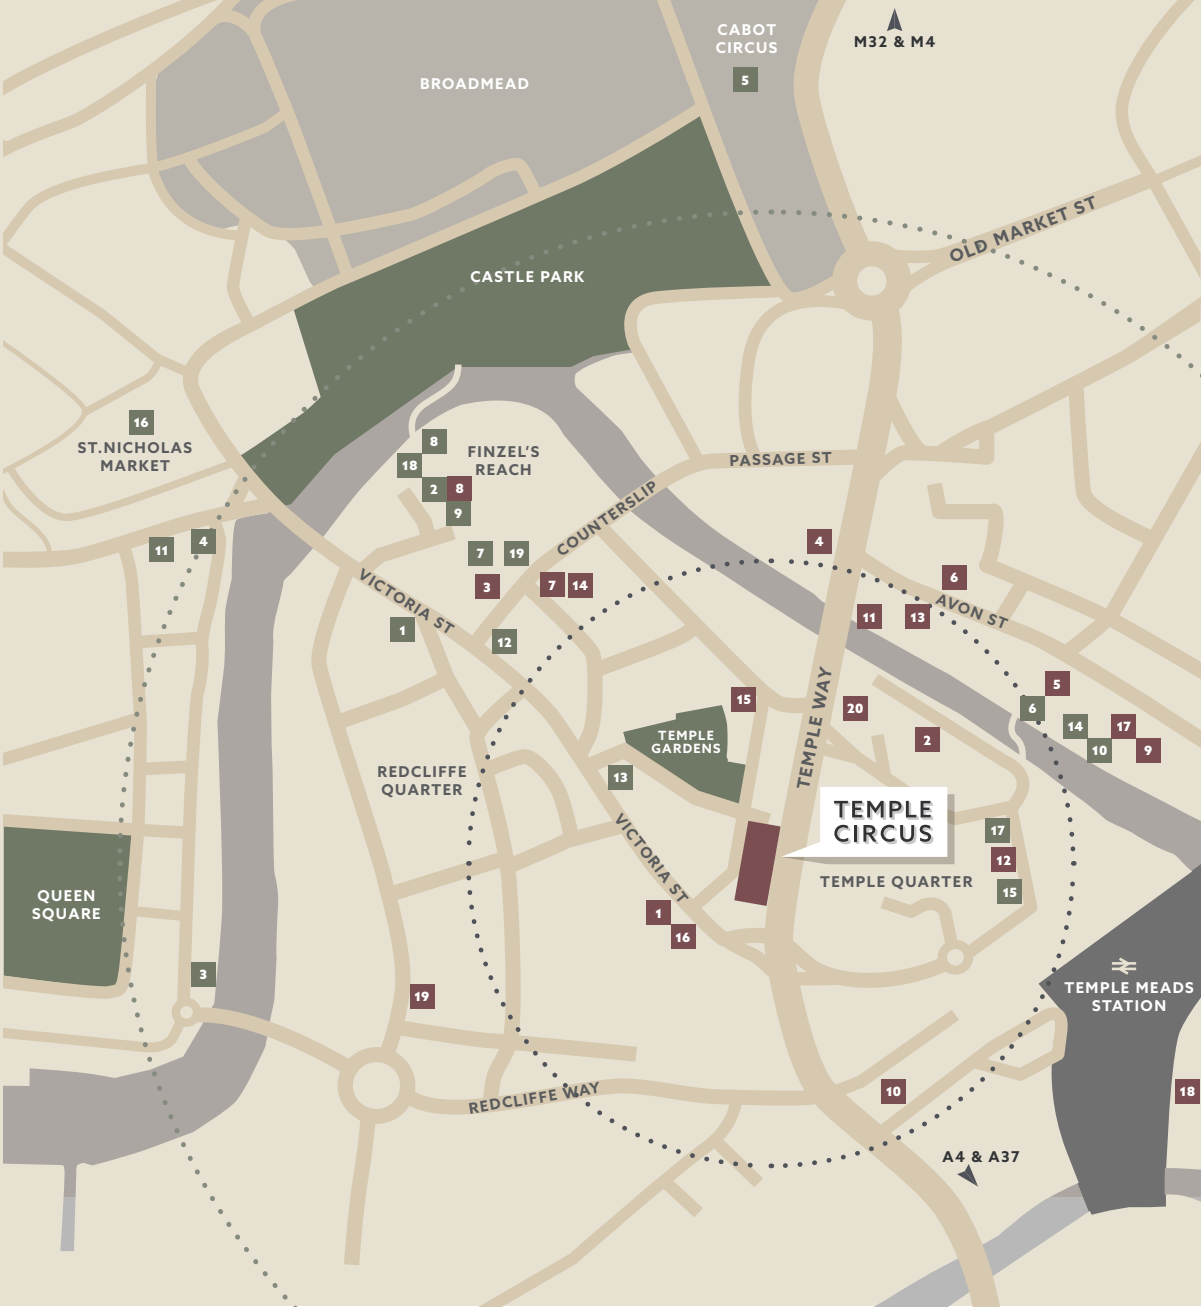 CABOT
CIRCUS
5
M32 & M4
BROADMEAD
OLD MARKET ST
CASTLE PARK
16
ST.NICHOLAS
MARKET
8
FINZEL'S
REACH
18
2
8
9
PASSAGE ST
COUNTERSLIP
11
4
7
19
4
3
7
14
6
VICTORIA ST
1
12
11
13
AVON ST
15
20
5
6
TEMPLE
GARDENS
TEMPLE WAY
2
14
17
10
9
REDCLIFFE
QUARTER
13
VICTORIA ST
TEMPLE
CIRCUS
17
12
TEMPLE QUARTER
15
QUEEN
SQUARE
1
16
3
19
TEMPLE MEADS
STATION
REDCLIFFE WAY
10
18
A4 & A37